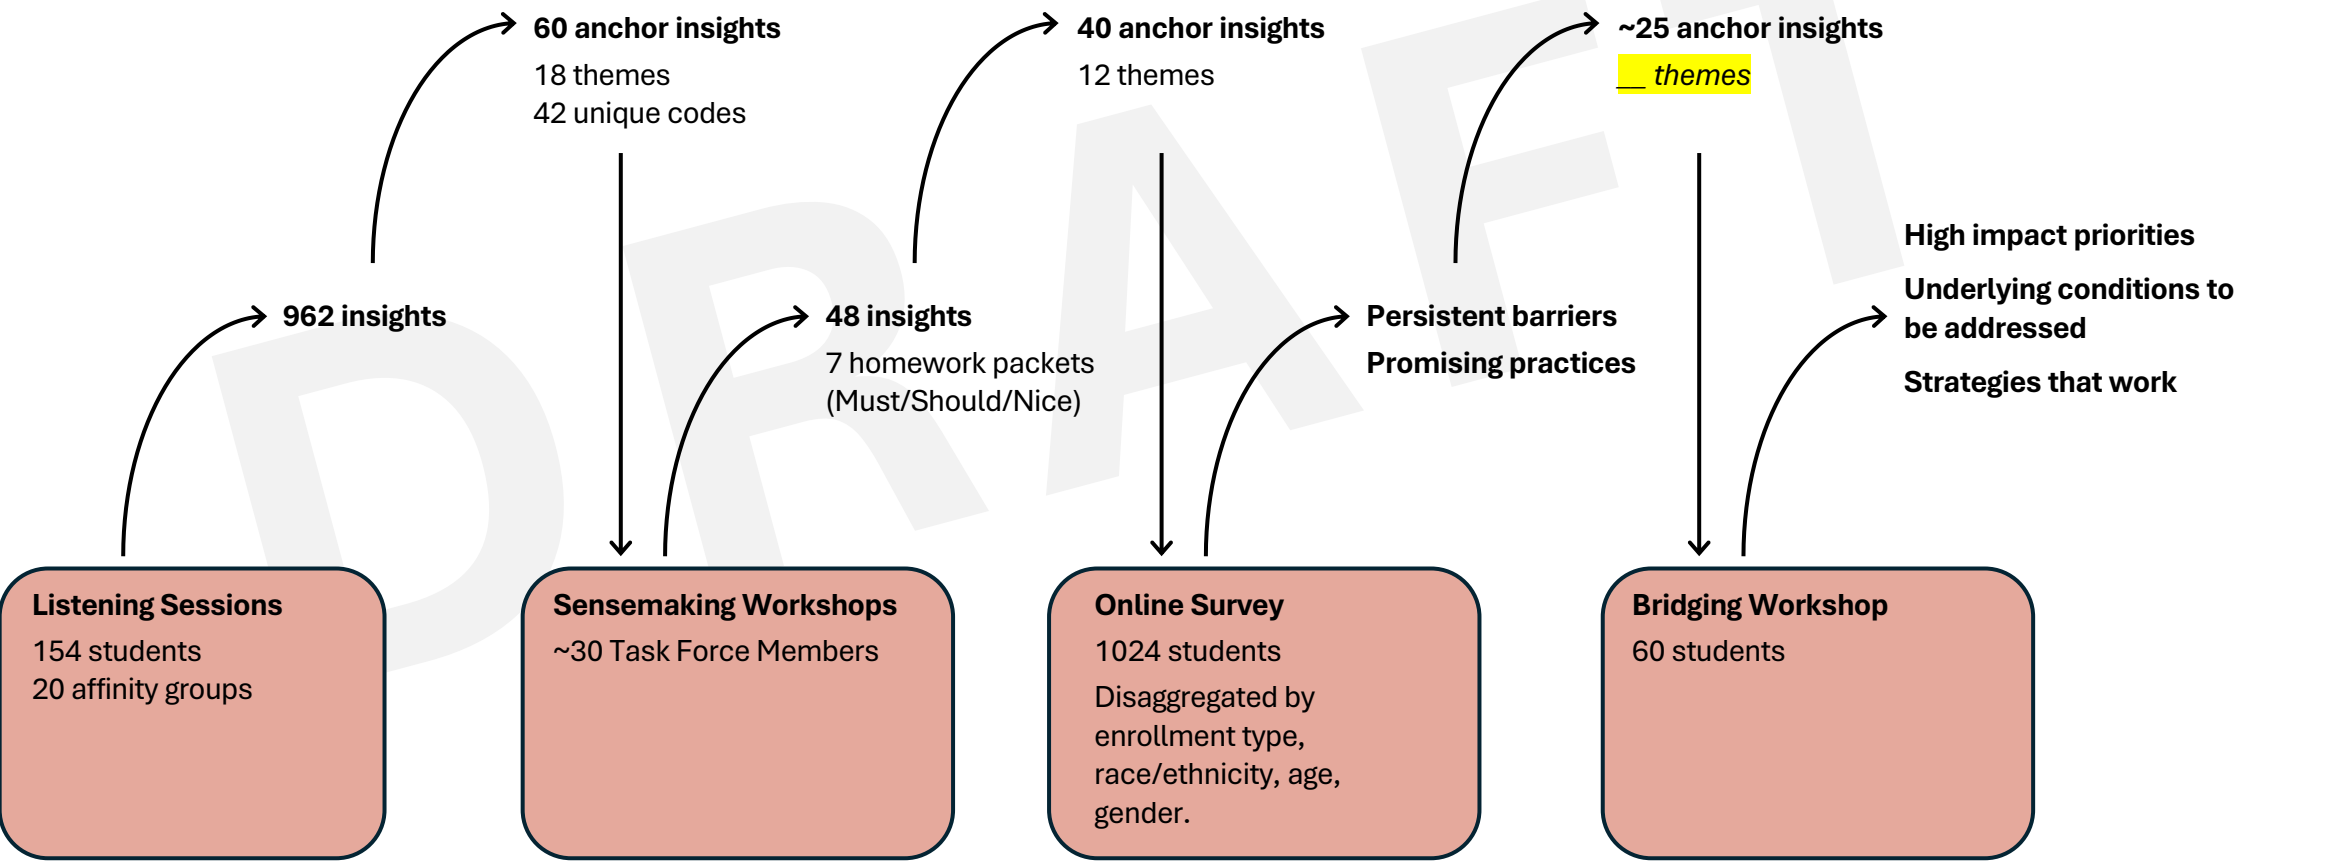 60 anchor insights
18 themes
42 unique codes
40 anchor insights
12 themes
~25 anchor insights
__ themes
962 insights
48 insights
7 homework packets
(Must/Should/Nice)
Persistent barriers
Promising practices
High impact priorities
Underlying conditions to
be addressed
Strategies that work
Listening Sessions
154 students
20 affinity groups
Sensemaking Workshops
~30 Task Force Members
Online Survey
1024 students
Disaggregated by
enrollment type,
race/ethnicity, age,
gender.
Bridging Workshop
60 students
DRAFT